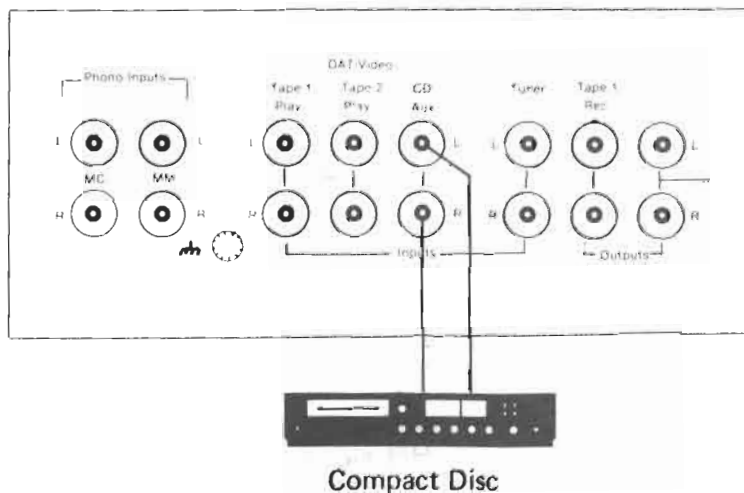 DAT/Video
Phono Inputs
Tape 1 Tape 2 CD Tuner Tape 1
Play Play Aux Rec
L L L L L L
MC MM
R R R R R R
Inputs Outputs
Compact Disc